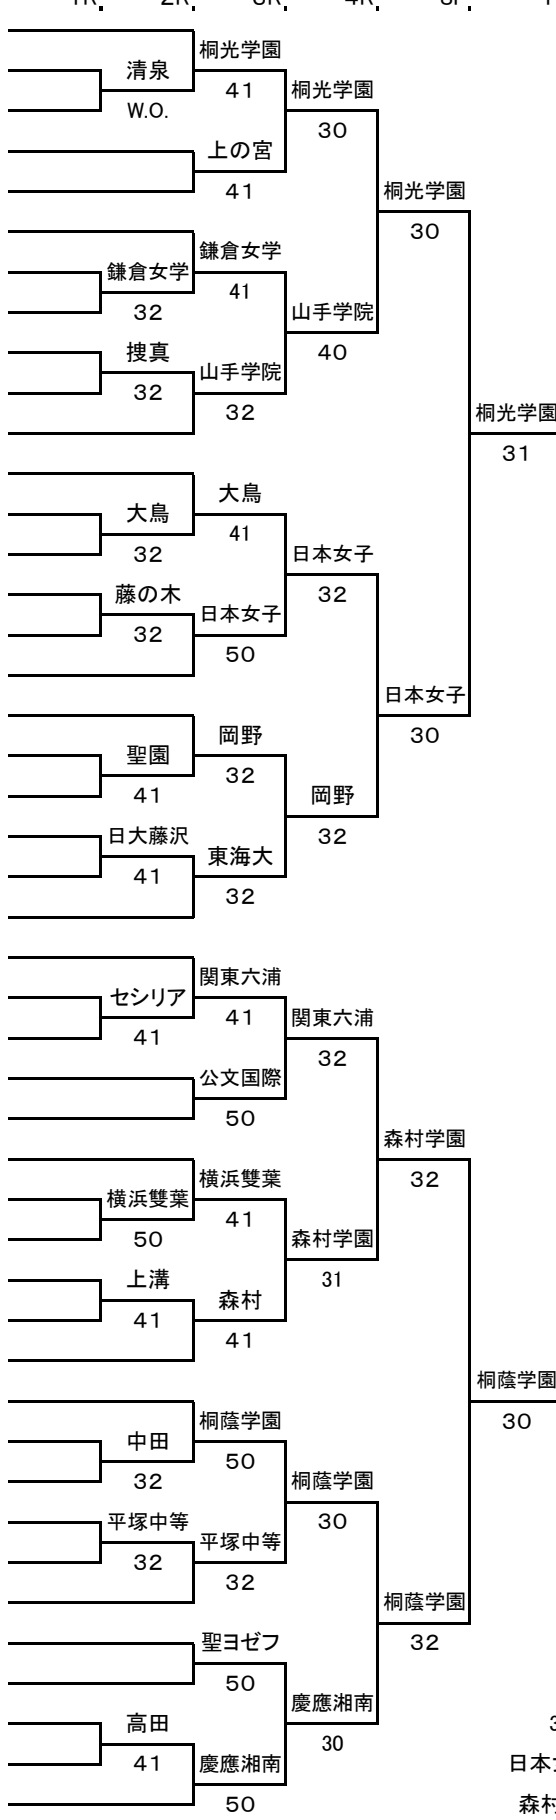 桐光学園
清泉
41
桐光学園
W.O.
30
上の宮
41
桐光学園
30
鎌倉女学
鎌倉女学
41
32
山手学院
捜真
40
山手学院
32
32
桐光学園
31
大鳥
大鳥
41
32
日本女子
32
藤の木
日本女子
32
50
日本女子
30
岡野
聖園
32
41
岡野
32
日大藤沢
東海大
41
32
関東六浦
セシリア
41
関東六浦
41
32
公文国際
50
森村学園
32
横浜雙葉
横浜雙葉
41
50
森村学園
31
上溝
森村
41
41
桐蔭学園
30
桐蔭学園
中田
50
32
桐蔭学園
30
平塚中等
平塚中等
32
32
桐蔭学園
32
聖ヨゼフ
50
慶應湘南
30
高田
41
慶應湘南
50